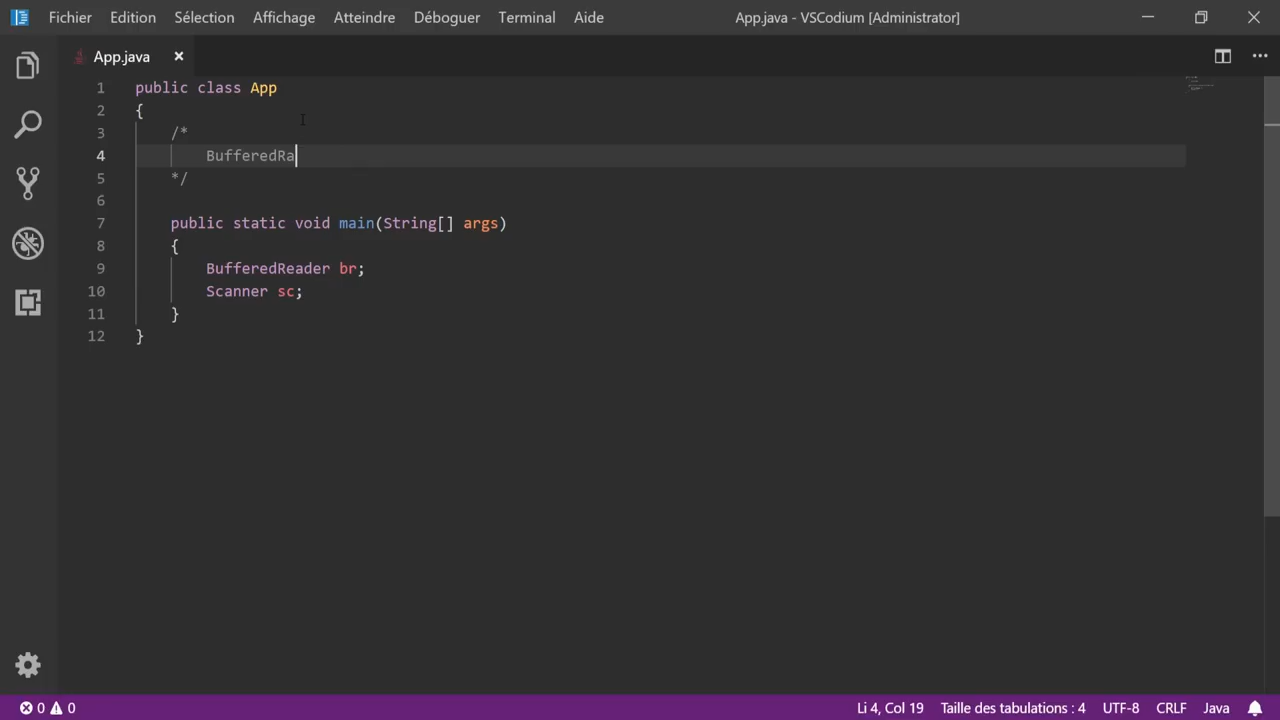 Fichier Edition Sélection Affichage Atteindre Déboguer Terminal Aide App.java - VSCodium [Administrator]
App.java
1 public class App
2 {
3 /*
4 BufferedRa
5 */
6
7 public static void main(String[] args)
8 {
9 BufferedReader br;
10 Scanner sc;
11 }
12 }
0 0 Li 4, Col 19 Taille des tabulations : 4 UTF-8 CRLF Java